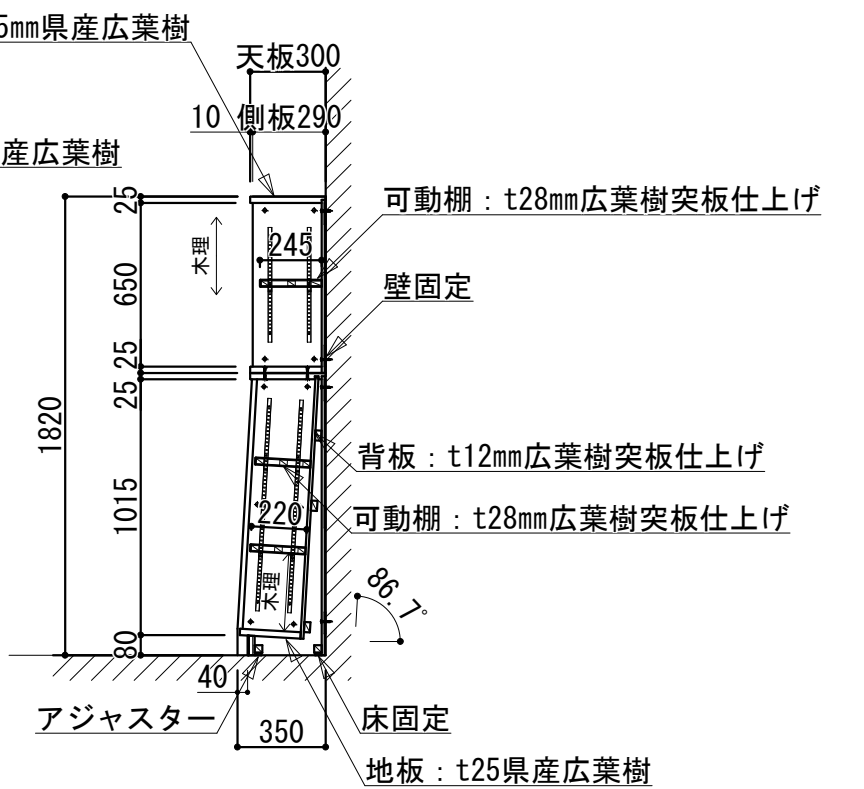 5mm県産広葉樹
天板300
10 側板290
産広葉樹
25
可動棚：t28mm広葉樹突板仕上げ
木理
245
650
壁固定
25
25
1820
背板：t12mm広葉樹突板仕上げ
1015
220
可動棚：t28mm広葉樹突板仕上げ
木理
86.7°
80
40
アジャスター
350
床固定
地板：t25県産広葉樹